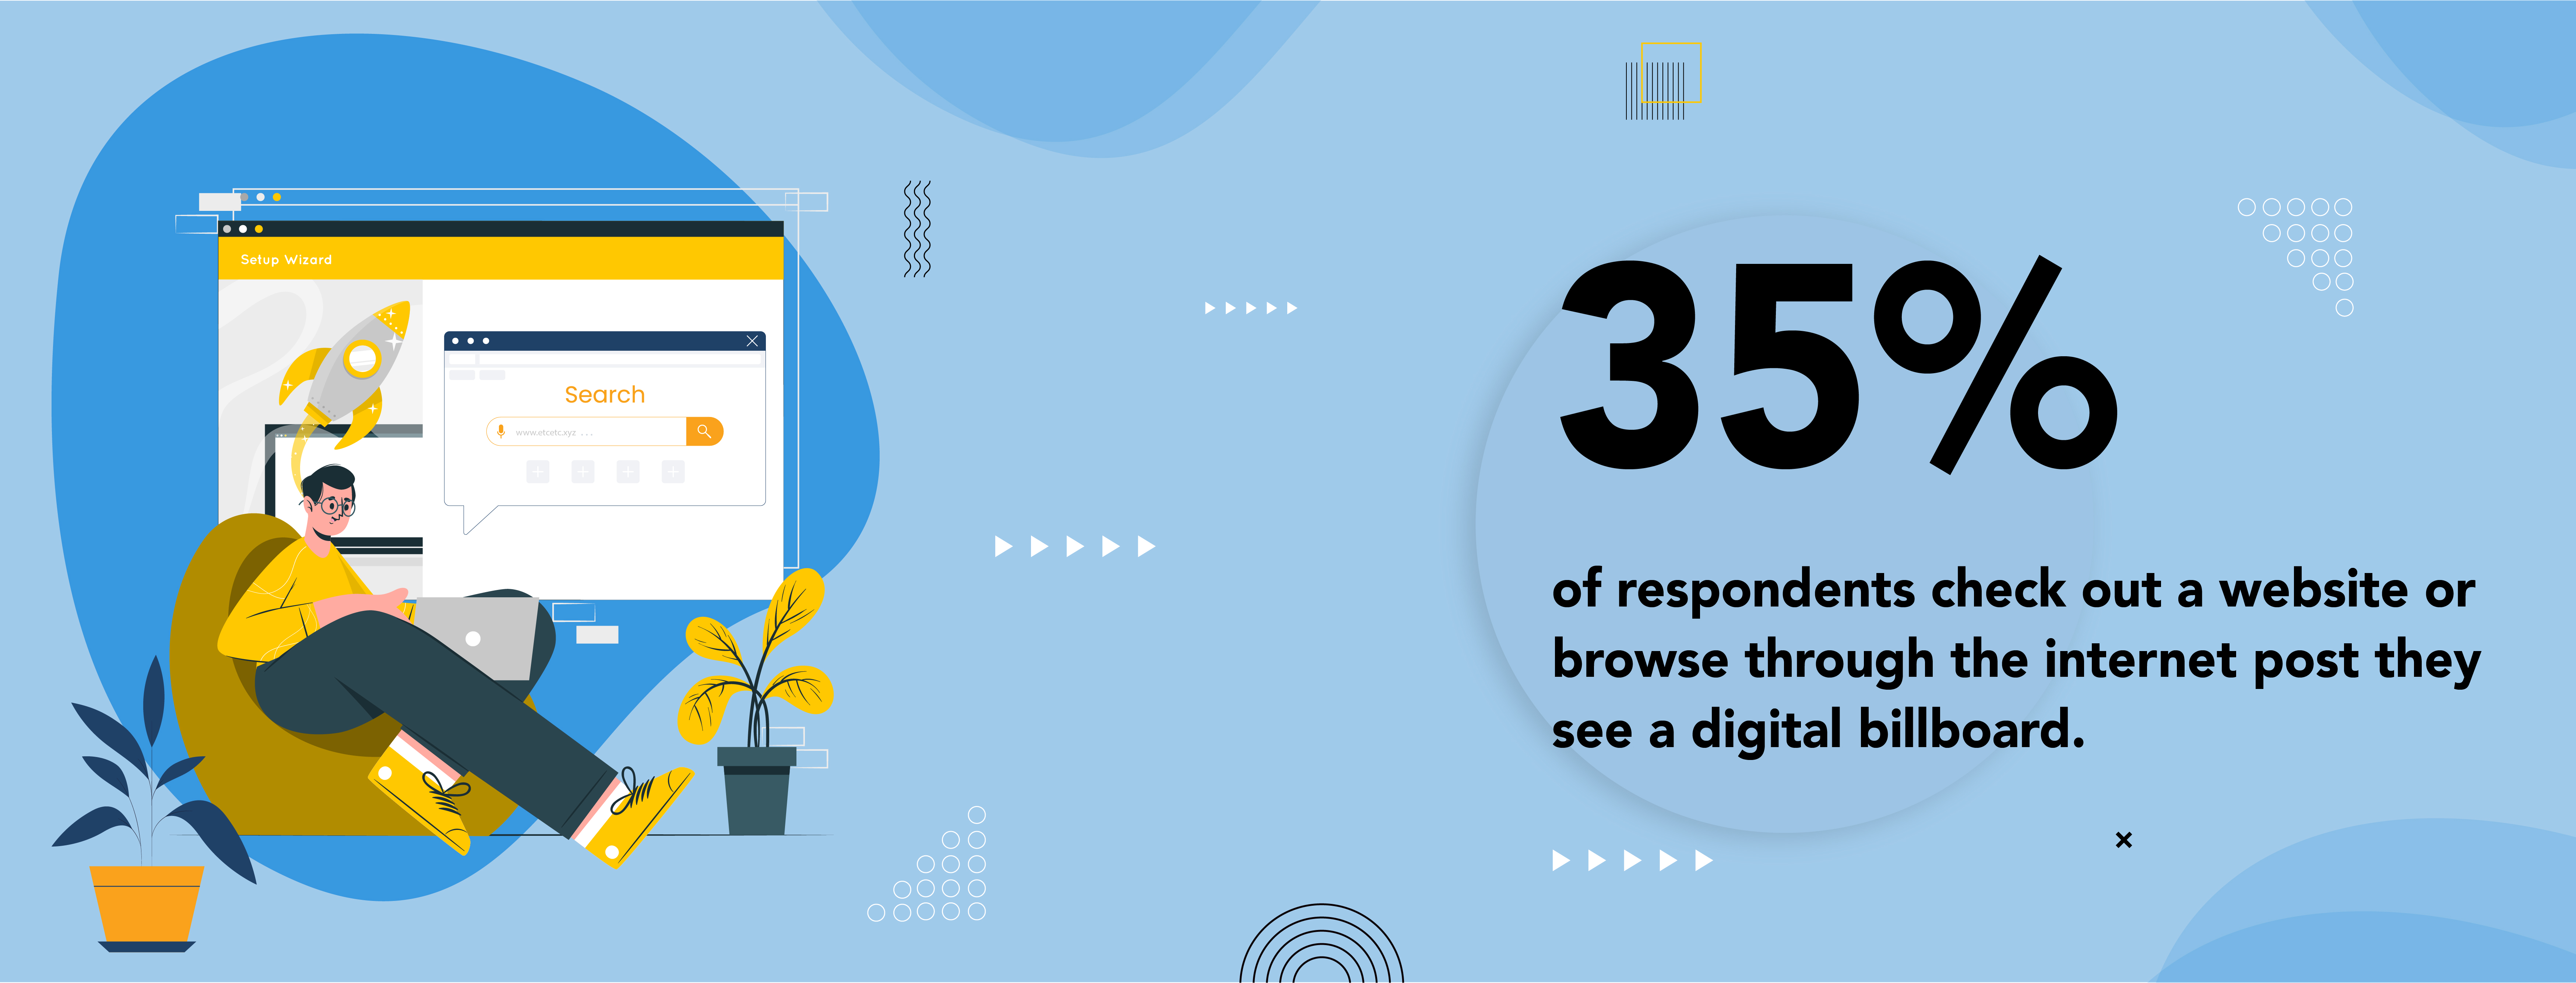 Setup Wizard
Search
www.etcetc.xyz ...
35%
of respondents check out a website or
browse through the internet post they
see a digital billboard.